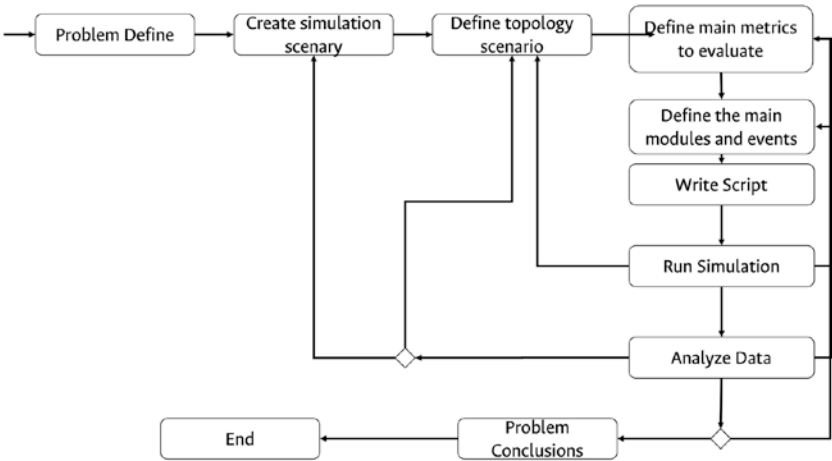 Problem Define
Create simulation
scenary
Define topology
scenario
Define main metrics
to evaluate
Define the main
modules and events
Write Script
Run Simulation
Analyze Data
Problem
Conclusions
End